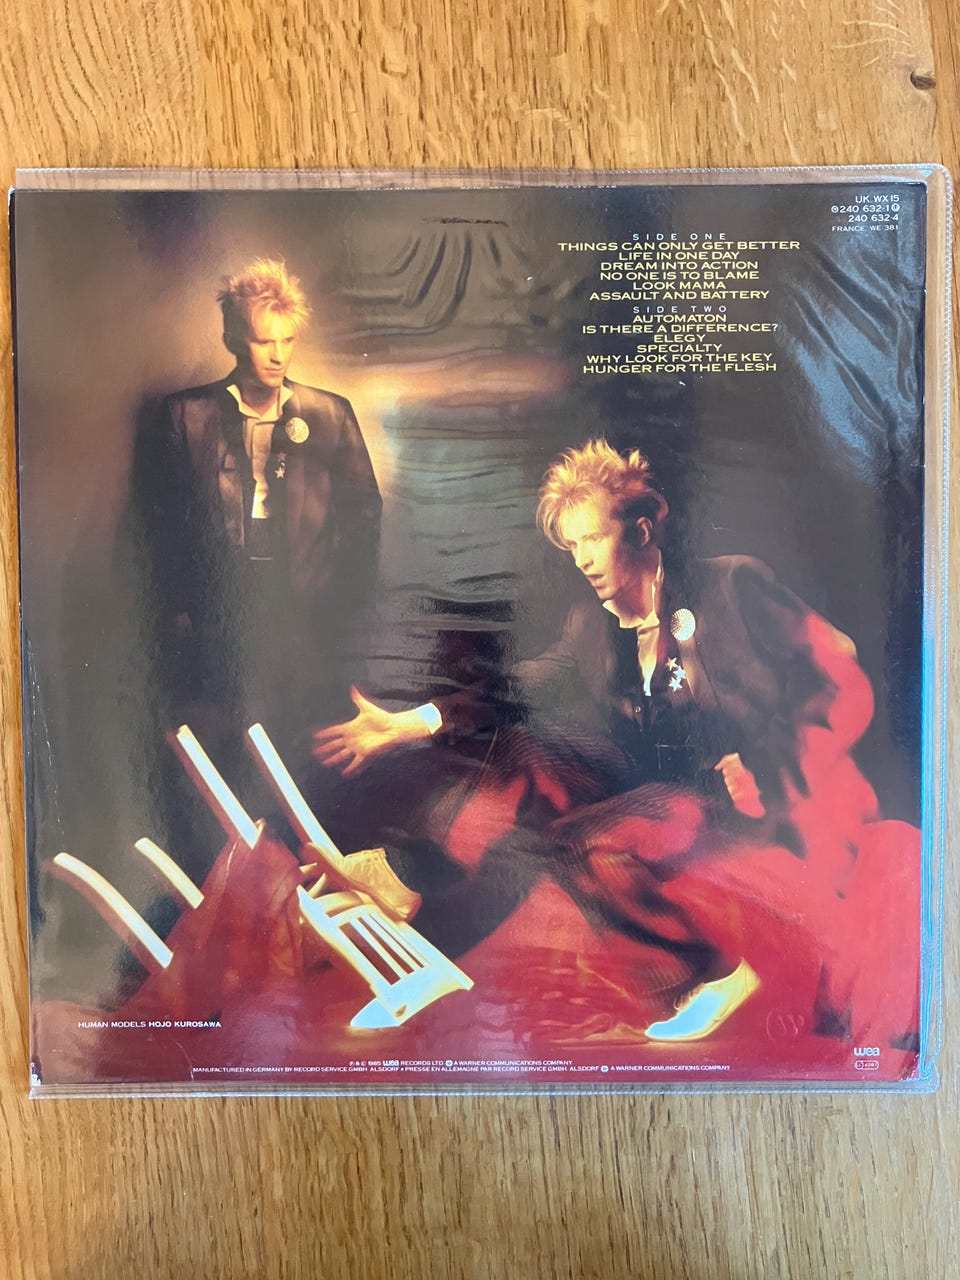 UK: WX15
240 632-1
240 632-4
FRANCE: WE 381
SIDE ONE
THINGS CAN ONLY GET BETTER
LIFE IN ONE DAY
DREAM INTO ACTION
NO ONE IS TO BLAME
LOOK MAMA
ASSAULT AND BATTERY
SIDE TWO
AUTOMATON
IS THERE A DIFFERENCE?
ELEGY
SPECIALTY
WHY LOOK FOR THE KEY
HUNGER FOR THE FLESH
HUMAN MODELS HOJO KUROSAWA
℗ & © 1985 wea RECORDS LTD. A WARNER COMMUNICATIONS COMPANY.
MANUFACTURED IN GERMANY BY RECORD SERVICE GMBH. ALSDORF • PRESSE EN ALLEMAGNE PAR RECORD SERVICE GMBH. ALSDORF A WARNER COMMUNICATIONS COMPANY
wea